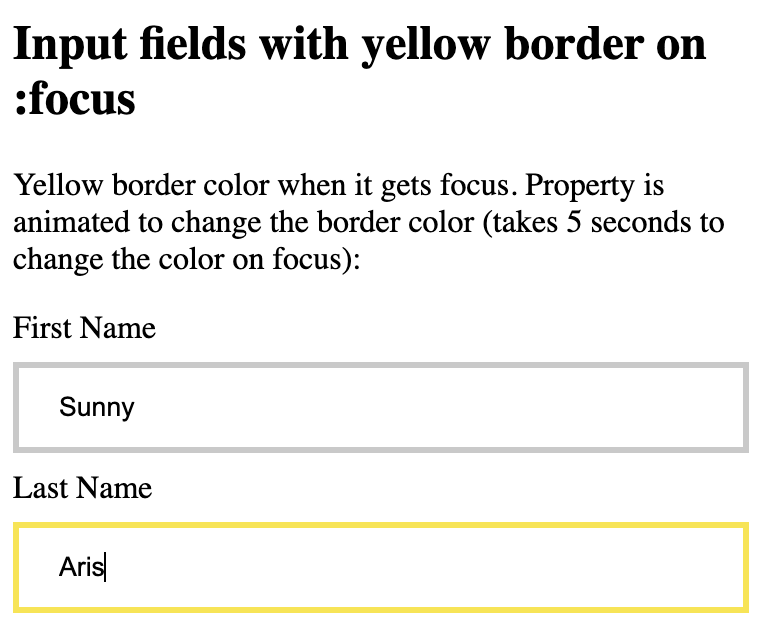 Input fields with yellow border on
:focus
Yellow border color when it gets focus. Property is
animated to change the border color (takes 5 seconds to
change the color on focus):
First Name
Sunny
Last Name
Aris